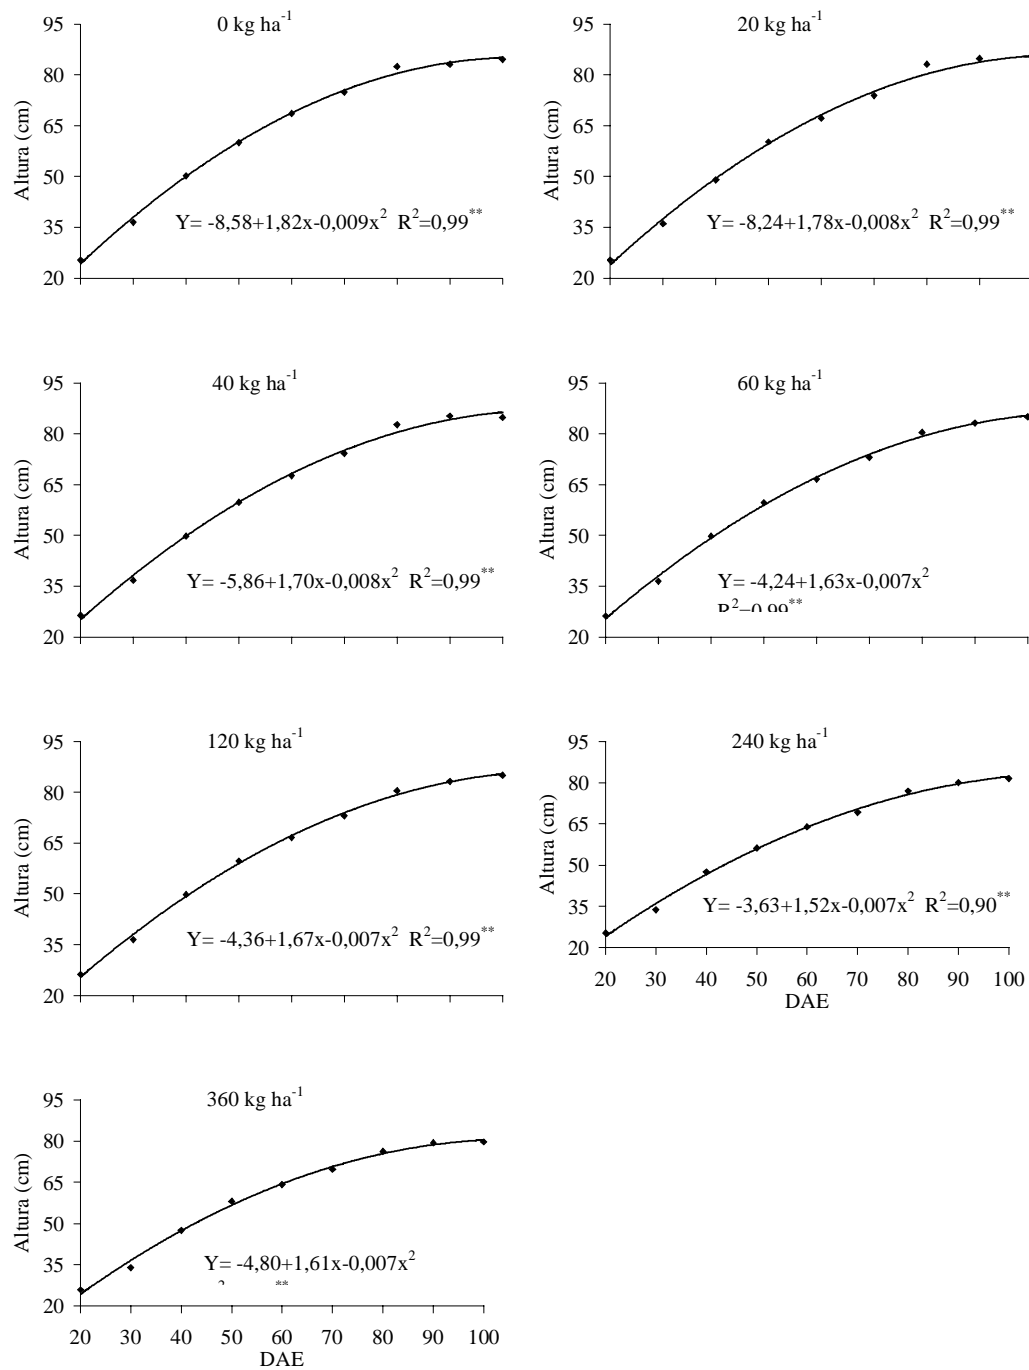 0 kg ha⁻¹
95
80
65
50
35
20
Altura (cm)
Y= -8,58+1,82x-0,009x² R²=0,99**
20 kg ha⁻¹
95
80
65
50
35
20
Altura (cm)
Y= -8,24+1,78x-0,008x² R²=0,99**
40 kg ha⁻¹
95
80
65
50
35
20
Altura (cm)
Y= -5,86+1,70x-0,008x² R²=0,99**
60 kg ha⁻¹
95
80
65
50
35
20
Altura (cm)
Y= -4,24+1,63x-0,007x²
R²=0,99**
120 kg ha⁻¹
95
80
65
50
35
20
Altura (cm)
Y= -4,36+1,67x-0,007x² R²=0,99**
240 kg ha⁻¹
95
80
65
50
35
20
Altura (cm)
Y= -3,63+1,52x-0,007x² R²=0,90**
20 30 40 50 60 70 80 90 100
DAE
360 kg ha⁻¹
95
80
65
50
35
20
Altura (cm)
Y= -4,80+1,61x-0,007x²
2 **
20 30 40 50 60 70 80 90 100
DAE